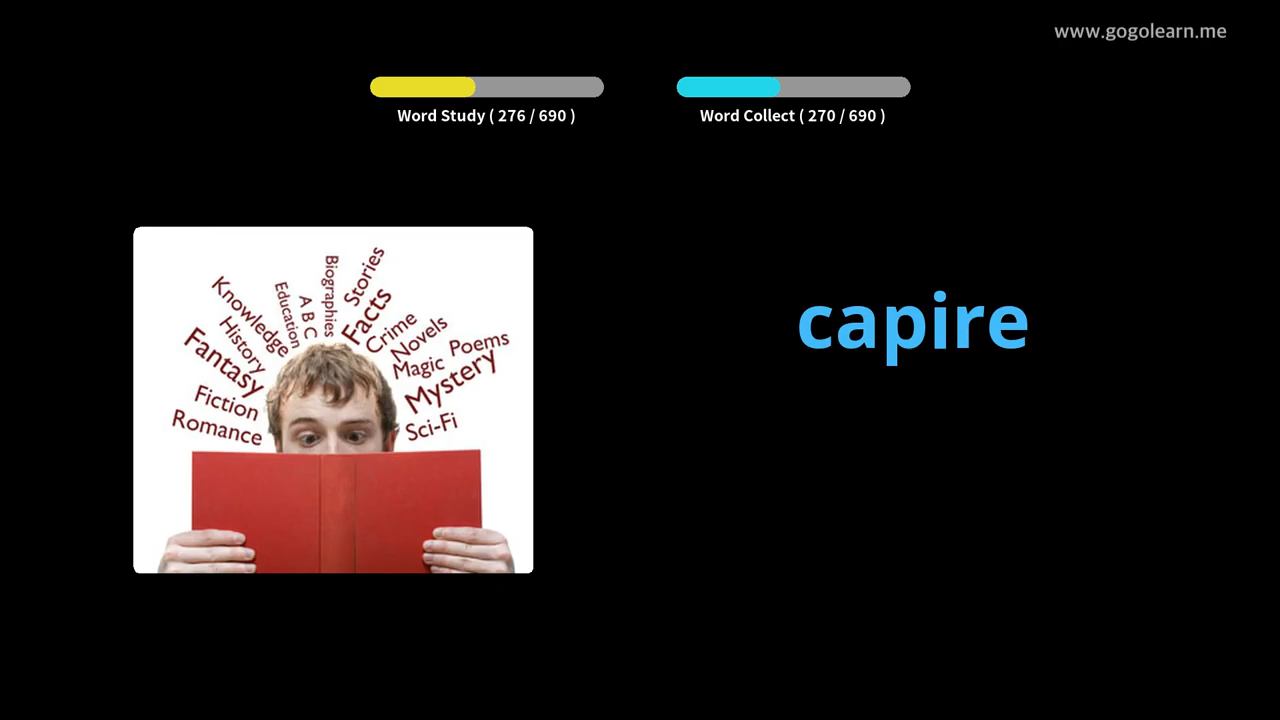 www.gogolearn.me
Word Study ( 276 / 690 )
Word Collect ( 270 / 690 )
capire
Biographies
Stories
Education
A B C
Facts
Knowledge
History
Crime
Novels
Poems
Fantasy
Magic
Mystery
Fiction
Romance
Sci-Fi